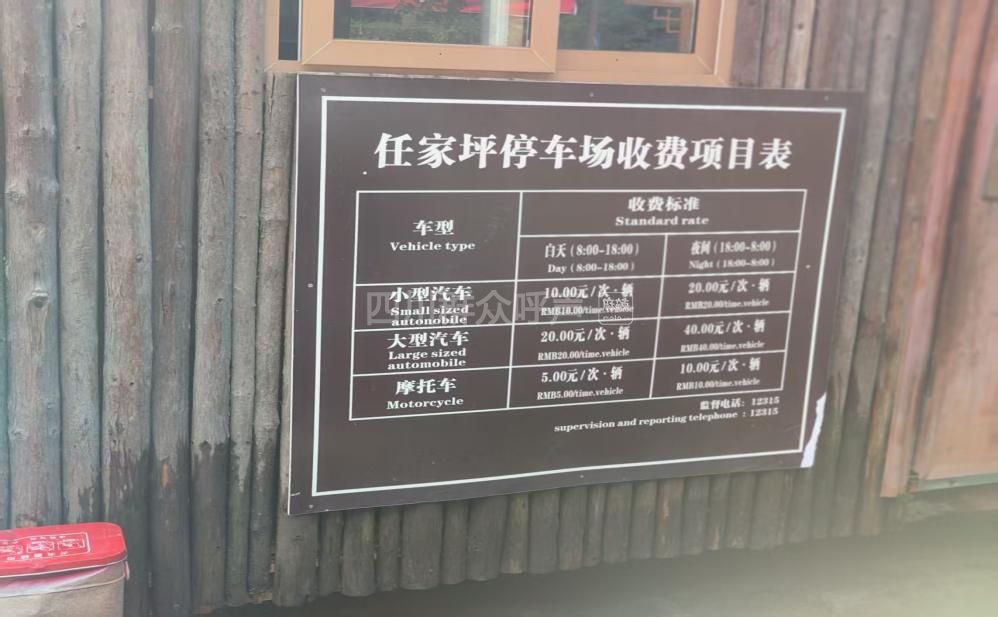 任家坪停车场收费项目表
车型
Vehicle type
收费标准
Standard rate
白天（8:00-18:00）
Day（8:00-18:00）
夜间（18:00-8:00）
Night（18:00-8:00）
小型汽车
Small sized
autonobile
10.00元/次·辆
RMB10.00/time.vehicle
20.00元/次·辆
RMB20.00/time.vehicle
大型汽车
Large sized
automobile
20.00元/次·辆
RMB20.00/time.vehicle
40.00元/次·辆
RMB40.00/time.vehicle
摩托车
Motorcycle
5.00元/次·辆
RMB5.00/time.vehicle
10.00元/次·辆
RMB10.00/time.vehicle
监督电话：12315
supervision and reporting telephone：12315